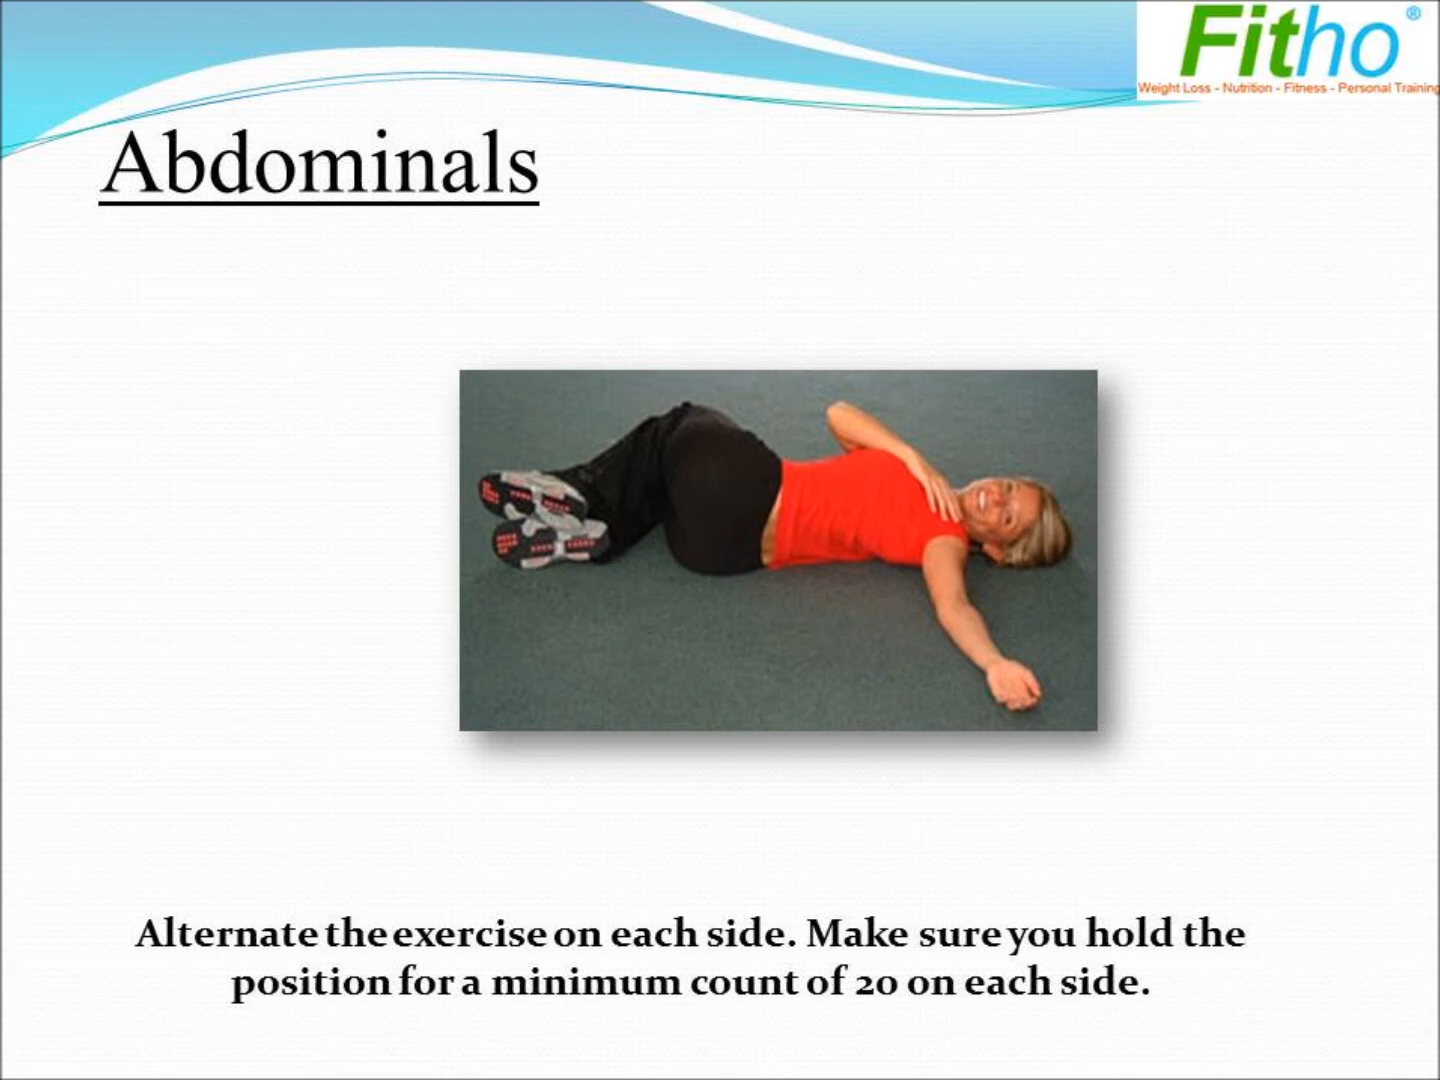 Fitho®
Weight Loss - Nutrition - Fitness - Personal Training
Abdominals
Alternate the exercise on each side. Make sure you hold the
position for a minimum count of 20 on each side.